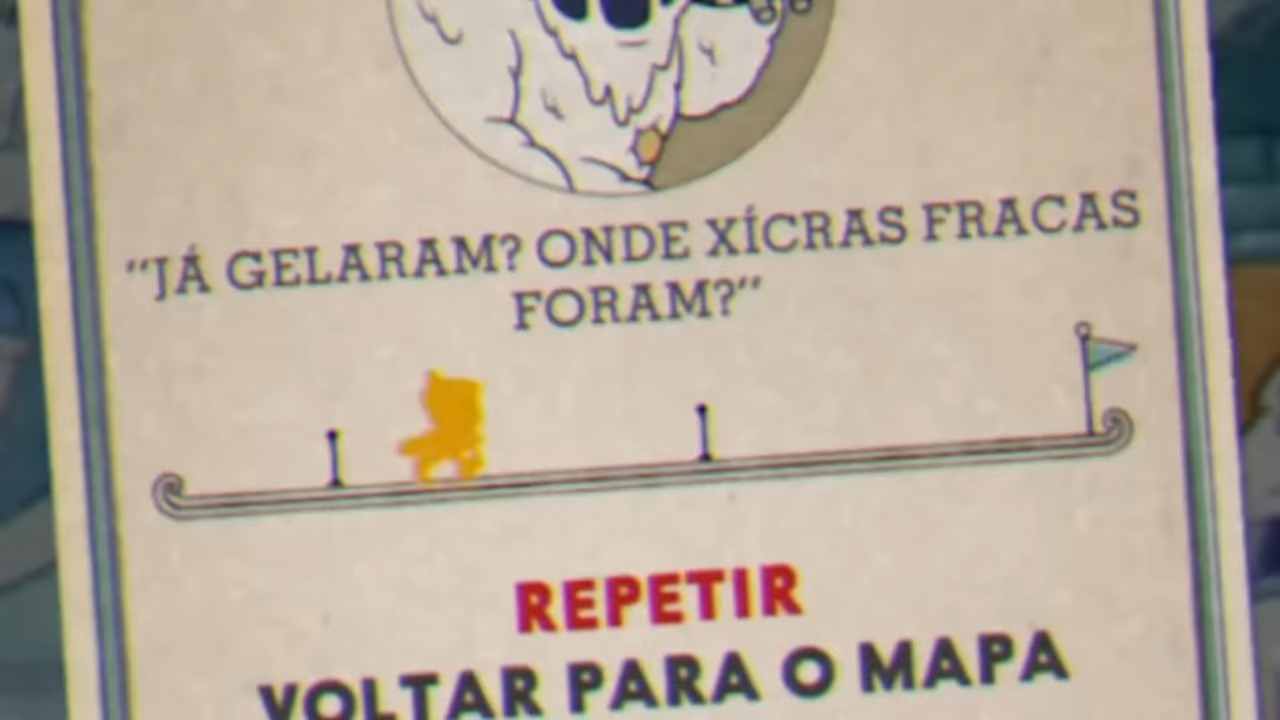 "JÁ GELARAM? ONDE XÍCRAS FRACAS
FORAM?"
REPETIR
VOLTAR PARA O MAPA